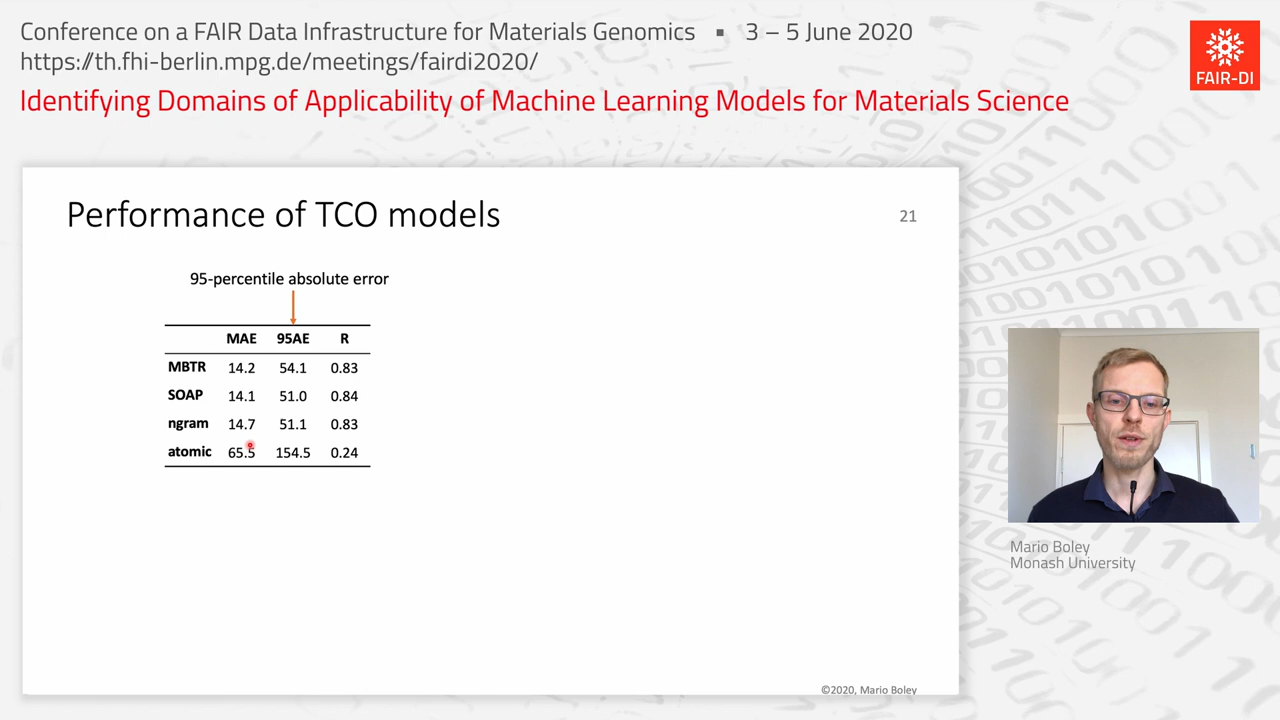 Conference on a FAIR Data Infrastructure for Materials Genomics ▪ 3 – 5 June 2020
https://th.fhi-berlin.mpg.de/meetings/fairdi2020/
Identifying Domains of Applicability of Machine Learning Models for Materials Science
FAIR-DI
Performance of TCO models
21
95-percentile absolute error
MAE 95AE R
MBTR 14.2 54.1 0.83
SOAP 14.1 51.0 0.84
ngram 14.7 51.1 0.83
atomic 65.5 154.5 0.24
©2020, Mario Boley
Mario Boley
Monash University